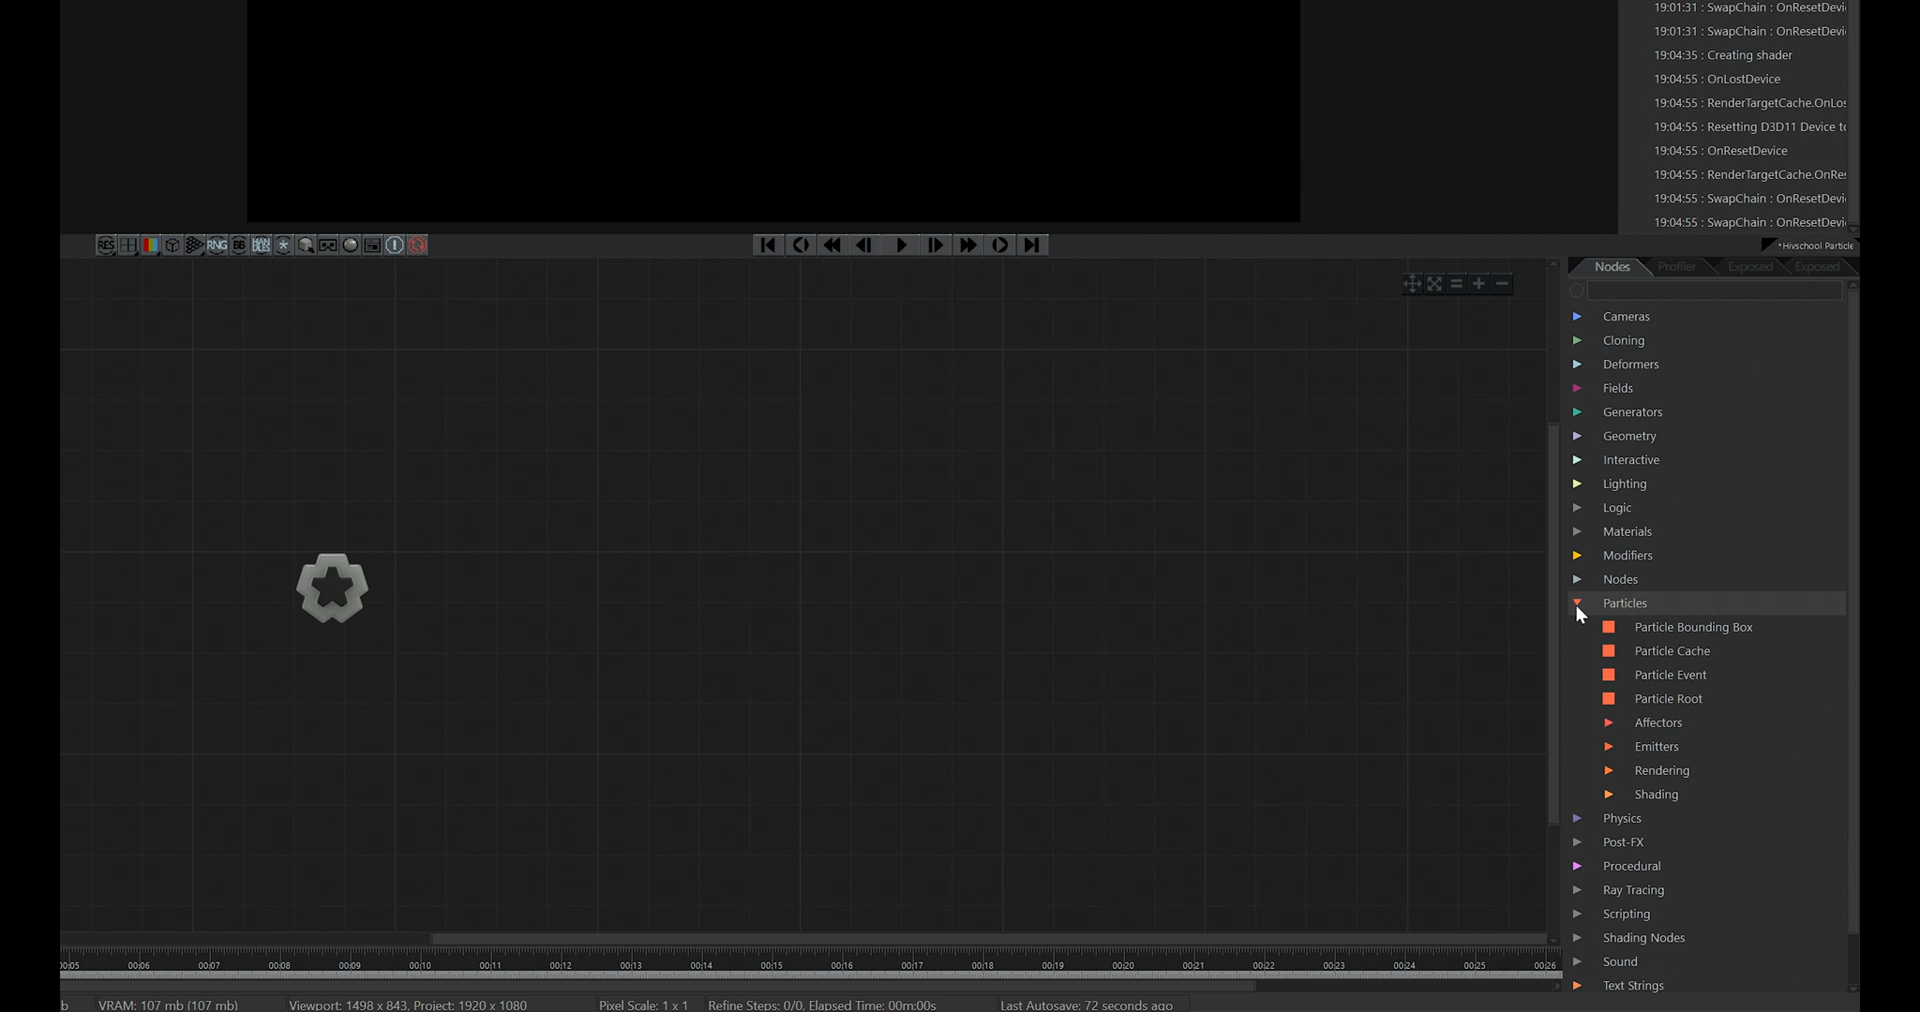 19:01:31 : SwapChain : OnResetDevi
19:01:31 : SwapChain : OnResetDevi
19:04:35 : Creating shader
19:04:55 : OnLostDevice
19:04:55 : RenderTargetCache.OnLos
19:04:55 : Resetting D3D11 Device to
19:04:55 : OnResetDevice
19:04:55 : RenderTargetCache.OnRes
19:04:55 : SwapChain : OnResetDevi
19:04:55 : SwapChain : OnResetDevi
RES RNG BB HAN BLES
*Hivschool Particle
Nodes Profiler Exposed Exposed
Cameras
Cloning
Deformers
Fields
Generators
Geometry
Interactive
Lighting
Logic
Materials
Modifiers
Nodes
Particles
Particle Bounding Box
Particle Cache
Particle Event
Particle Root
Affectors
Emitters
Rendering
Shading
Physics
Post-FX
Procedural
Ray Tracing
Scripting
Shading Nodes
Sound
Text Strings
00:05 00:06 00:07 00:08 00:09 00:10 00:11 00:12 00:13 00:14 00:15 00:16 00:17 00:18 00:19 00:20 00:21 00:22 00:23 00:24 00:25 00:26
b VRAM: 107 mb (107 mb) Viewport: 1498 x 843, Project: 1920 x 1080 Pixel Scale: 1 x 1 Refine Steps: 0/0, Elapsed Time: 00m:00s Last Autosave: 72 seconds ago